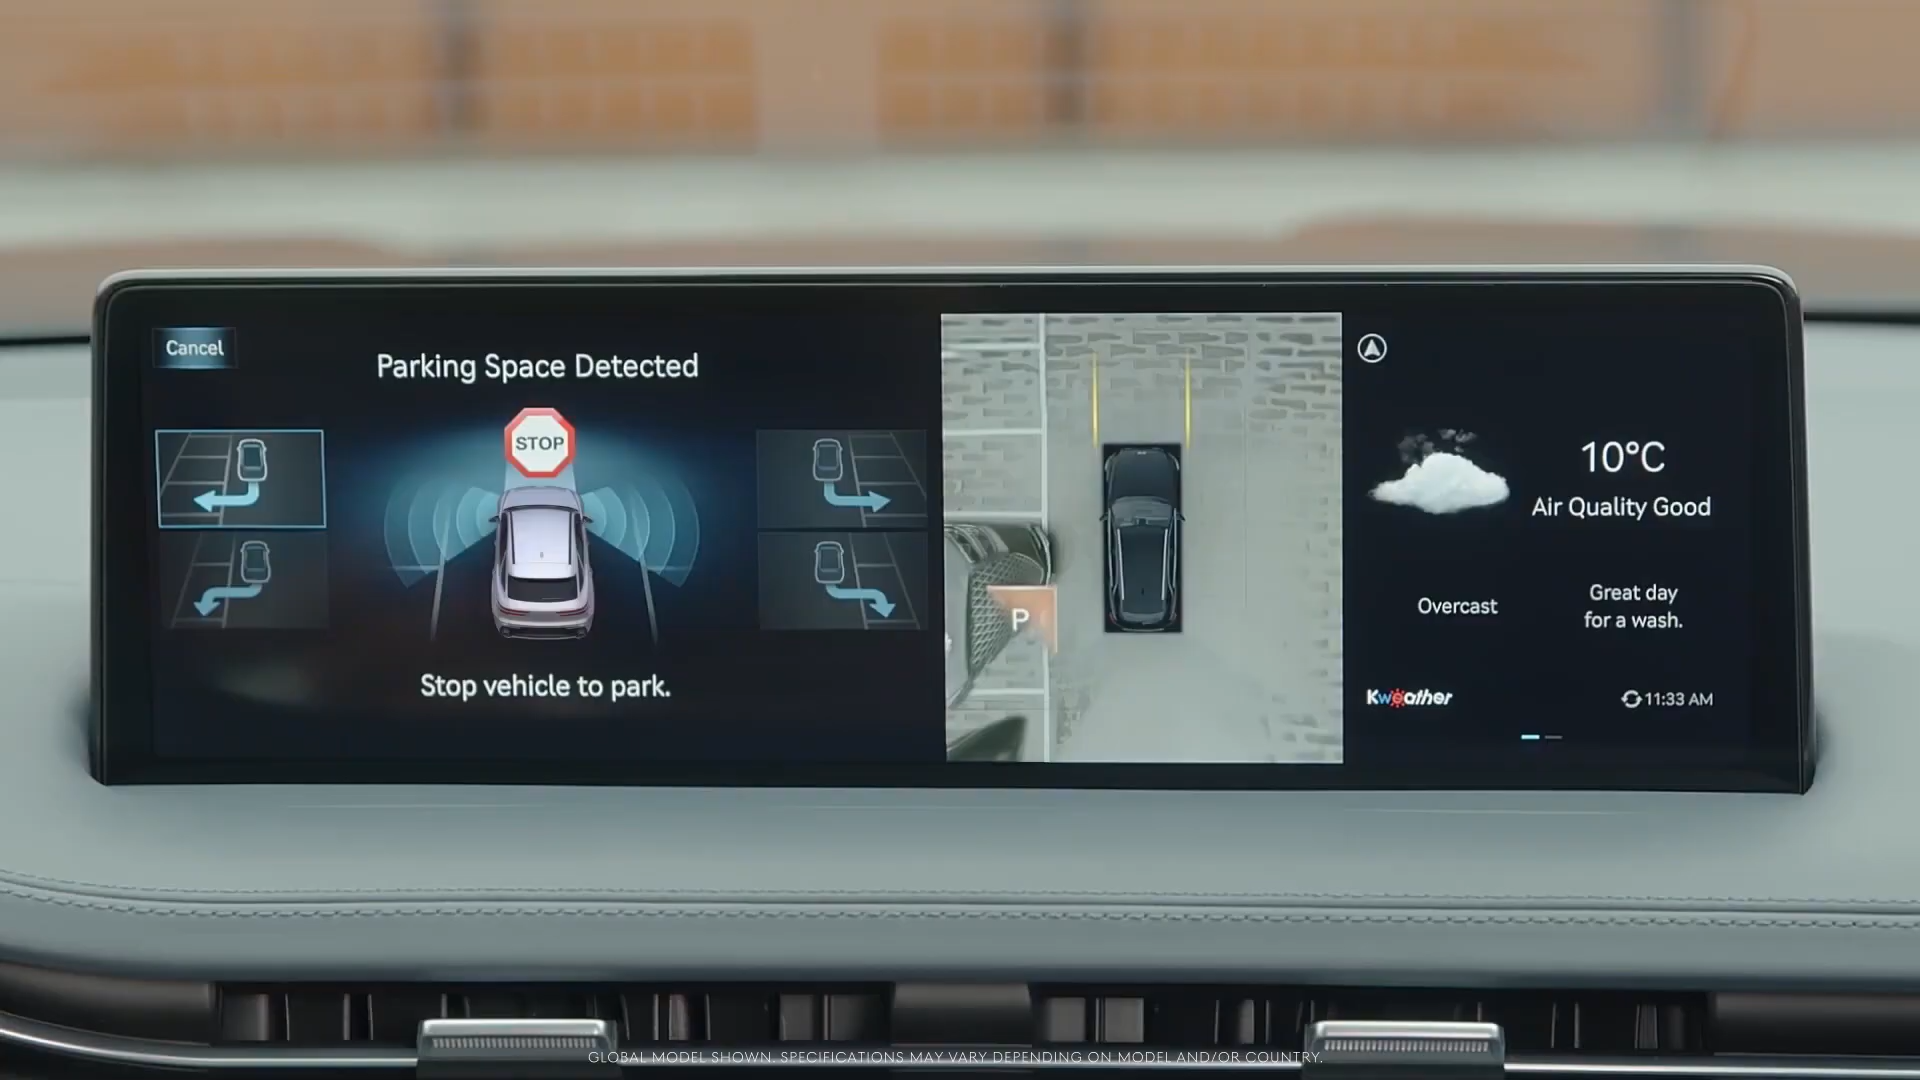 Cancel
Parking Space Detected
STOP
Stop vehicle to park.
P
10°C
Air Quality Good
Overcast
Great day
for a wash.
Kweather
11:33 AM
GLOBAL MODEL SHOWN. SPECIFICATIONS MAY VARY DEPENDING ON MODEL AND/OR COUNTRY.